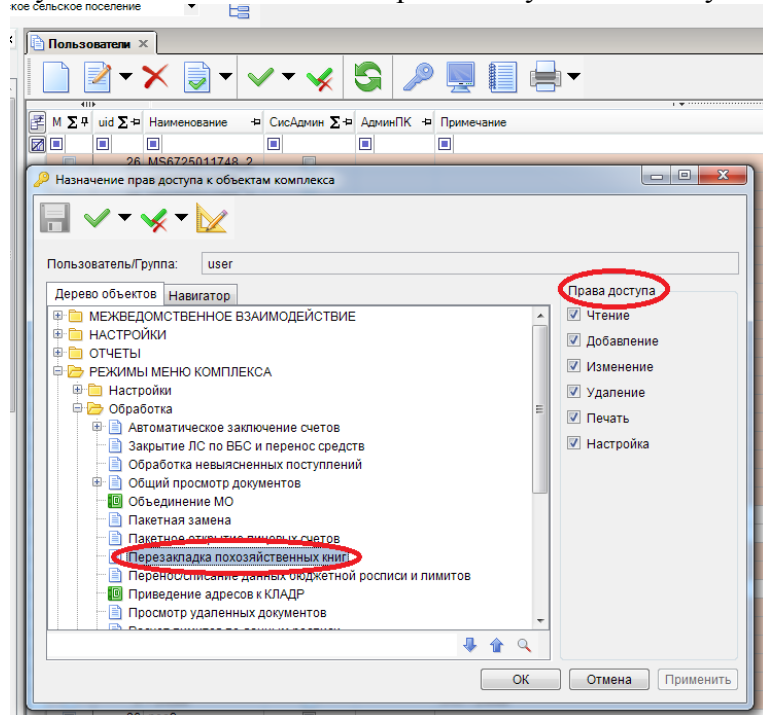 кое сельское поселение
Пользователи
М uid Наименование СисАдмин АдминПК Примечание
26 MS6725011748_2
Назначение прав доступа к объектам комплекса
Пользователь/Группа: user
Дерево объектов Навигатор
Права доступа
МЕЖВЕДОМСТВЕННОЕ ВЗАИМОДЕЙСТВИЕ
Чтение
НАСТРОЙКИ
Добавление
ОТЧЕТЫ
РЕЖИМЫ МЕНЮ КОМПЛЕКСА
Изменение
Настройки
Удаление
Обработка
Печать
Автоматическое заключение счетов
Закрытие ЛС по ВБС и перенос средств
Настройка
Обработка невыясненных поступлений
Общий просмотр документов
Объединение МО
Пакетная замена
Пакетное открытие лицевых счетов
Перезакладка похозяйственных книг
Перенос/списание данных бюджетной росписи и лимитов
Приведение адресов к КЛАДР
Просмотр удаленных документов
ОК Отмена Применить